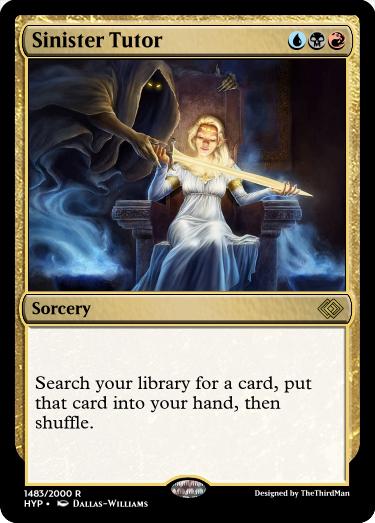 Sinister Tutor
Sorcery
Search your library for a card, put
that card into your hand, then
shuffle.
1483/2000 R
Designed by TheThirdMan
HYP • Dallas-Williams